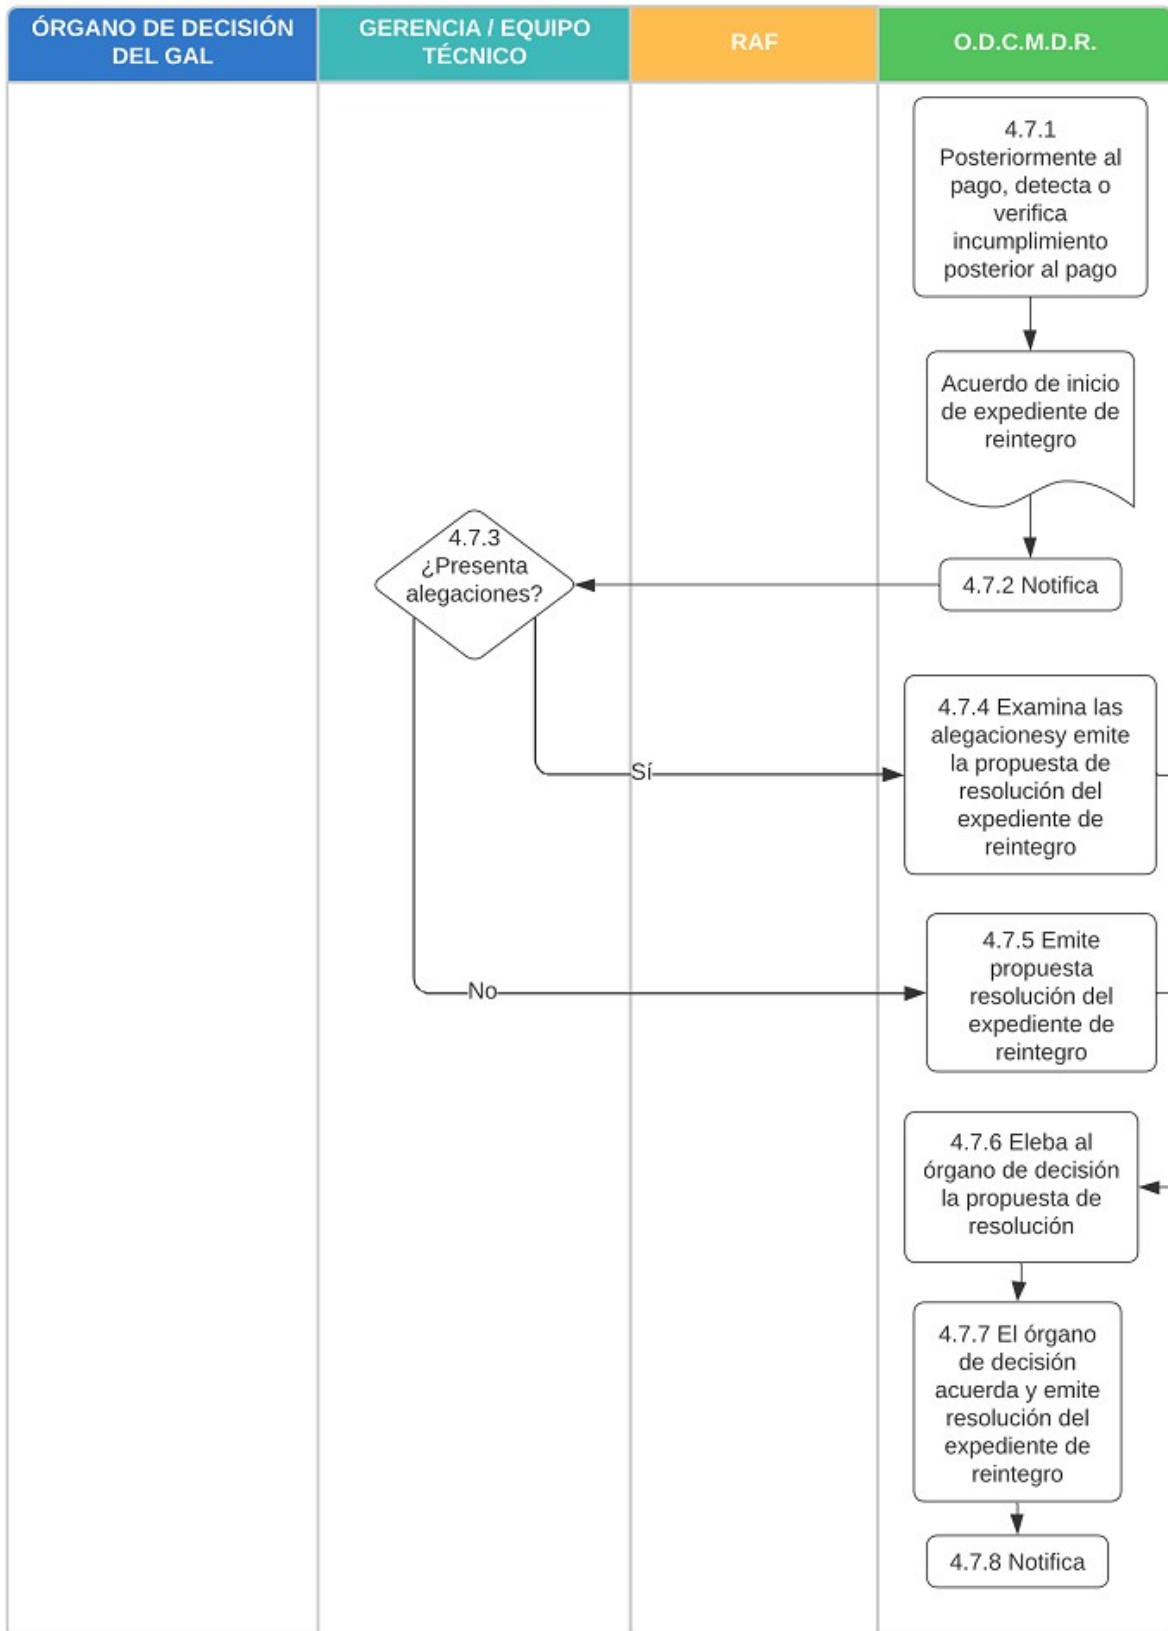 ÓRGANO DE DECISIÓN
DEL GAL
GERENCIA / EQUIPO
TÉCNICO
RAF
O.D.C.M.D.R.
4.7.1
Posteriormente al
pago, detecta o
verifica
incumplimiento
posterior al pago
Acuerdo de inicio
de expediente de
reintegro
4.7.2 Notifica
4.7.3
¿Presenta
alegaciones?
4.7.4 Examina las
alegacionesy emite
la propuesta de
resolución del
expediente de
reintegro
Sí
4.7.5 Emite
propuesta
resolución del
expediente de
reintegro
No
4.7.6 Eleba al
órgano de decisión
la propuesta de
resolución
4.7.7 El órgano
de decisión
acuerda y emite
resolución del
expediente de
reintegro
4.7.8 Notifica